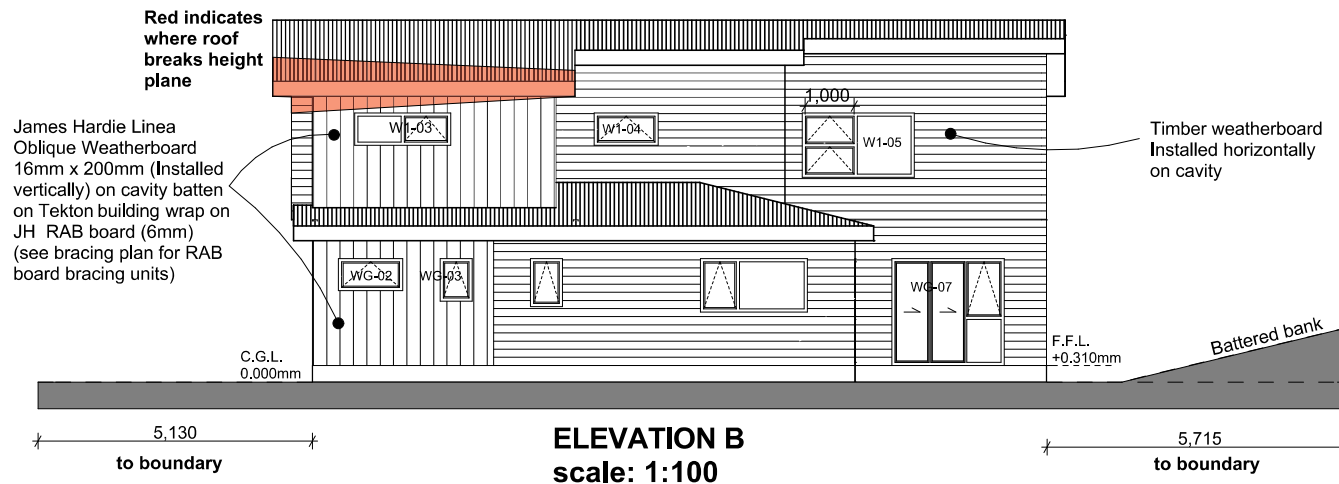 Red indicates
where roof
breaks height
plane
James Hardie Linea
Oblique Weatherboard
16mm x 200mm (Installed
vertically) on cavity batten
on Tekton building wrap on
JH RAB board (6mm)
(see bracing plan for RAB
board bracing units)
1,000
W1-03
W1-04
W1-05
Timber weatherboard
Installed horizontally
on cavity
WG-02
WG-03
WG-07
C.G.L.
0.000mm
F.F.L.
+0.310mm
Battered bank
5,130
to boundary
ELEVATION B
scale: 1:100
5,715
to boundary